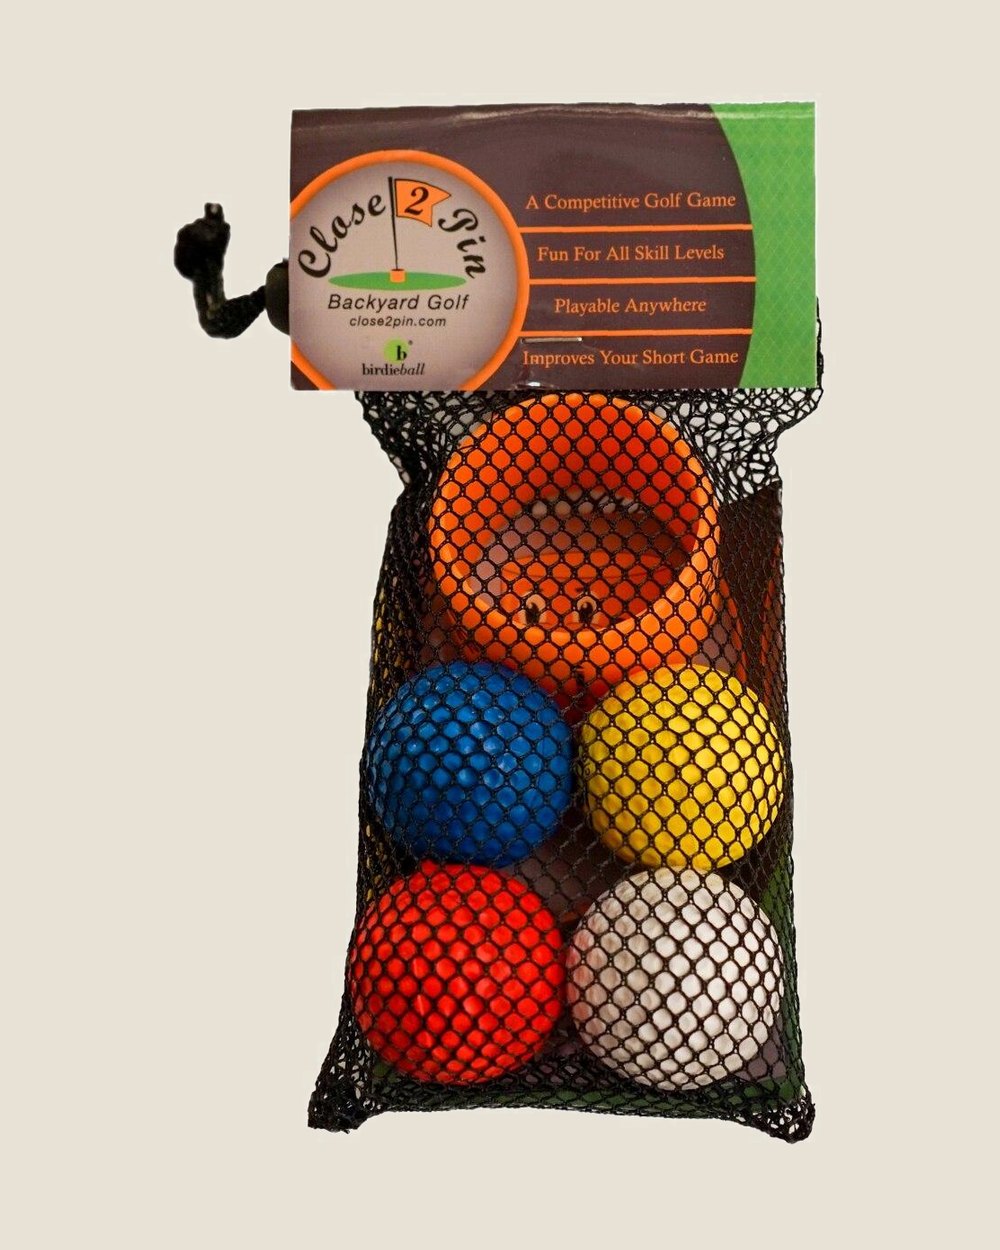 Close 2 Pin
Backyard Golf
close2pin.com
b®
birdieball
A Competitive Golf Game
Fun For All Skill Levels
Playable Anywhere
Improves Your Short Game